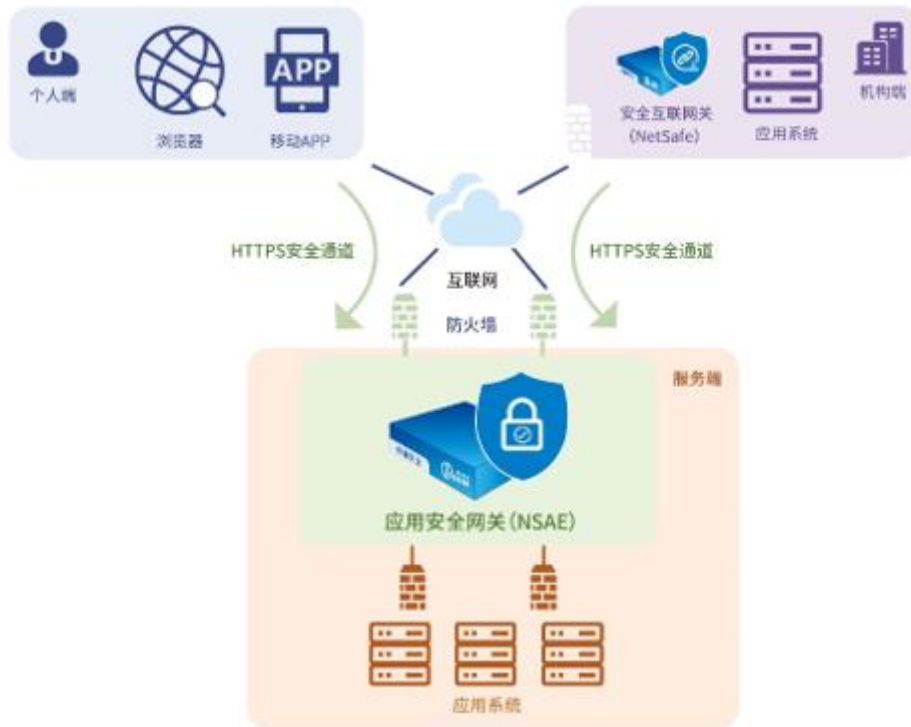 个人端
浏览器
APP
移动APP
安全互联网关
(NetSafe)
应用系统
机构端
HTTPS安全通道
HTTPS安全通道
互联网
防火墙
服务端
应用安全网关(NSAE)
应用系统